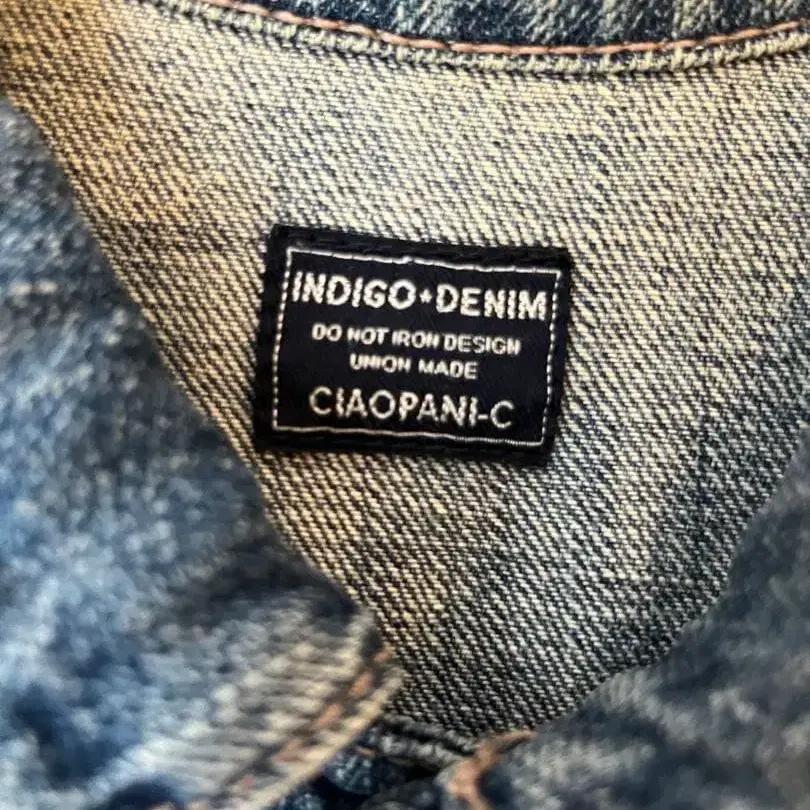 INDIGO★DENIM
DO NOT IRON DESIGN
UNION MADE
CIAOPANI-C